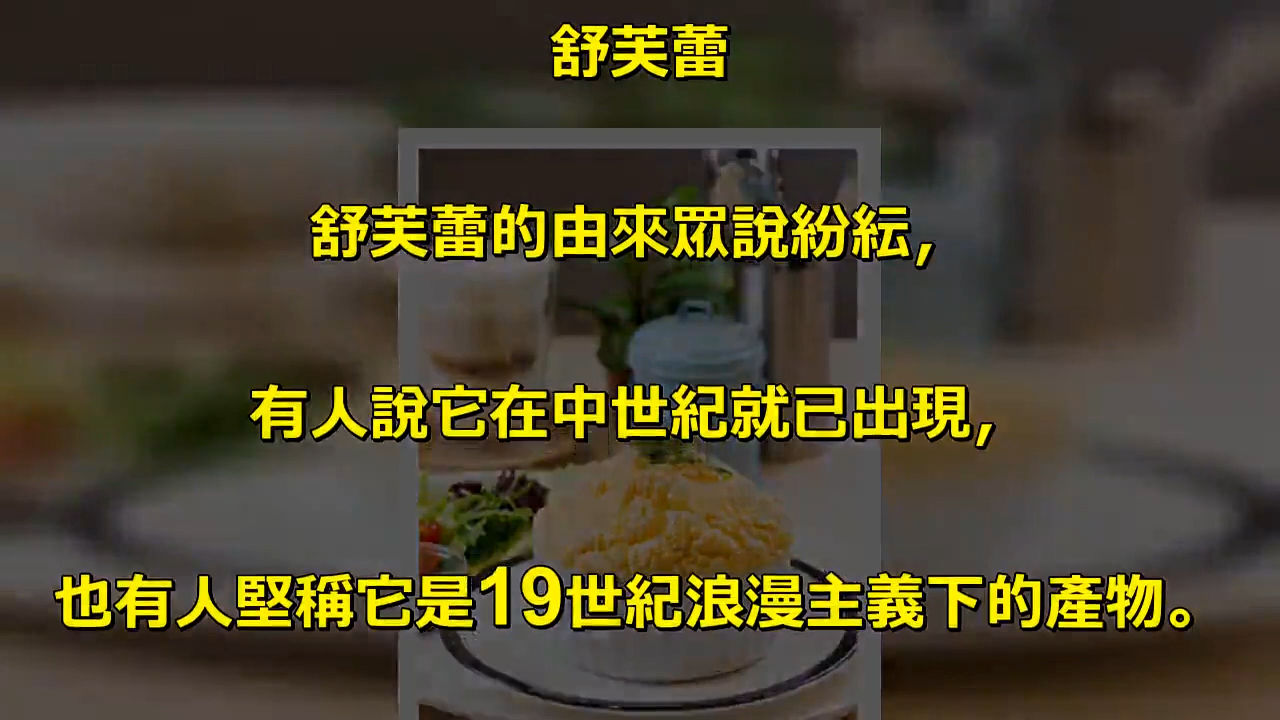 舒芙蕾
舒芙蕾的由來眾說紛紜，
有人說它在中世紀就已出現，
也有人堅稱它是19世紀浪漫主義下的產物。